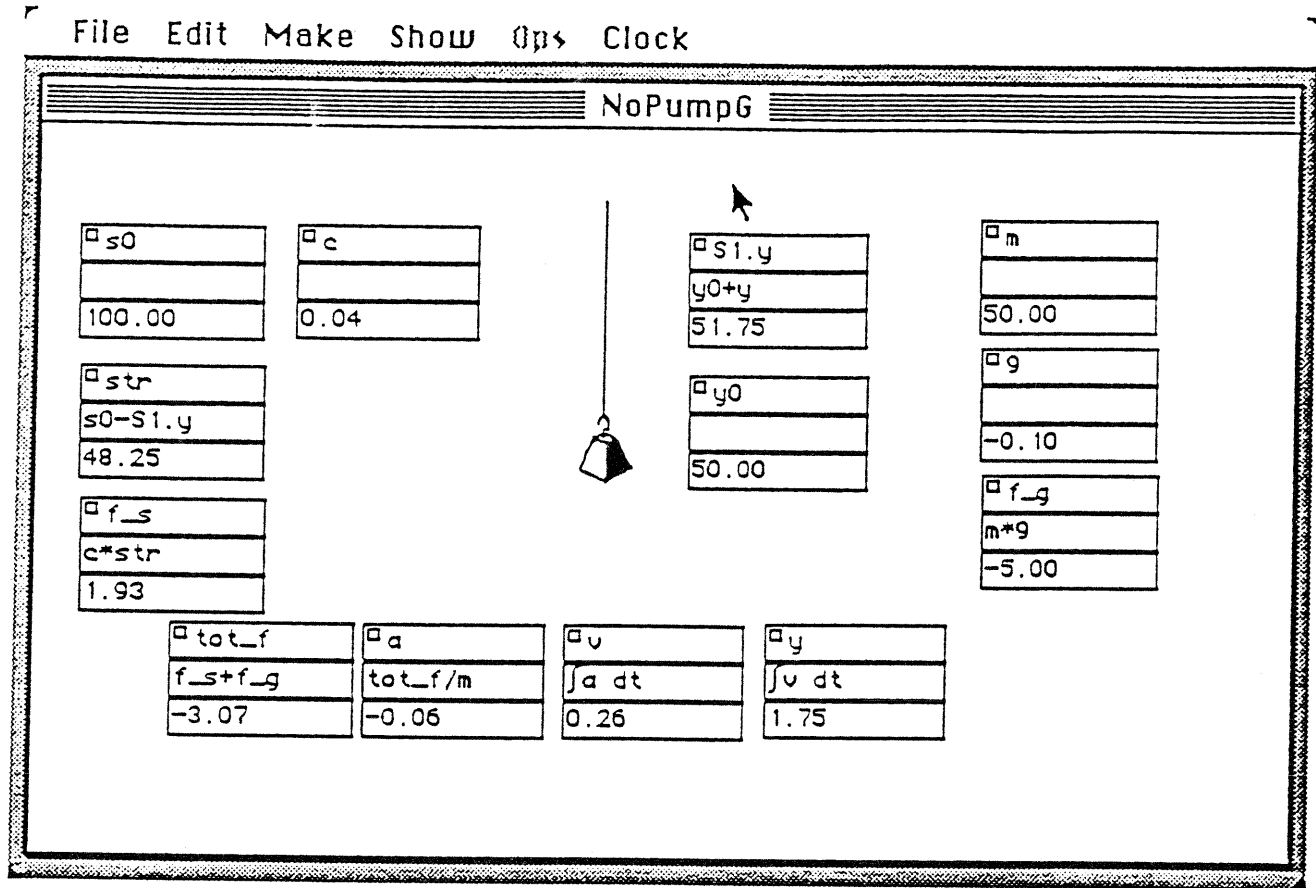 File Edit Make Show Ops Clock
NoPumpG
s0
100.00
c
0.04
S1.y
y0+y
51.75
m
50.00
str
s0-S1.y
48.25
y0
50.00
g
-0.10
f_s
c*str
1.93
f_g
m*g
-5.00
tot_f
f_s+f_g
-3.07
a
tot_f/m
-0.06
v
∫a dt
0.26
y
∫v dt
1.75